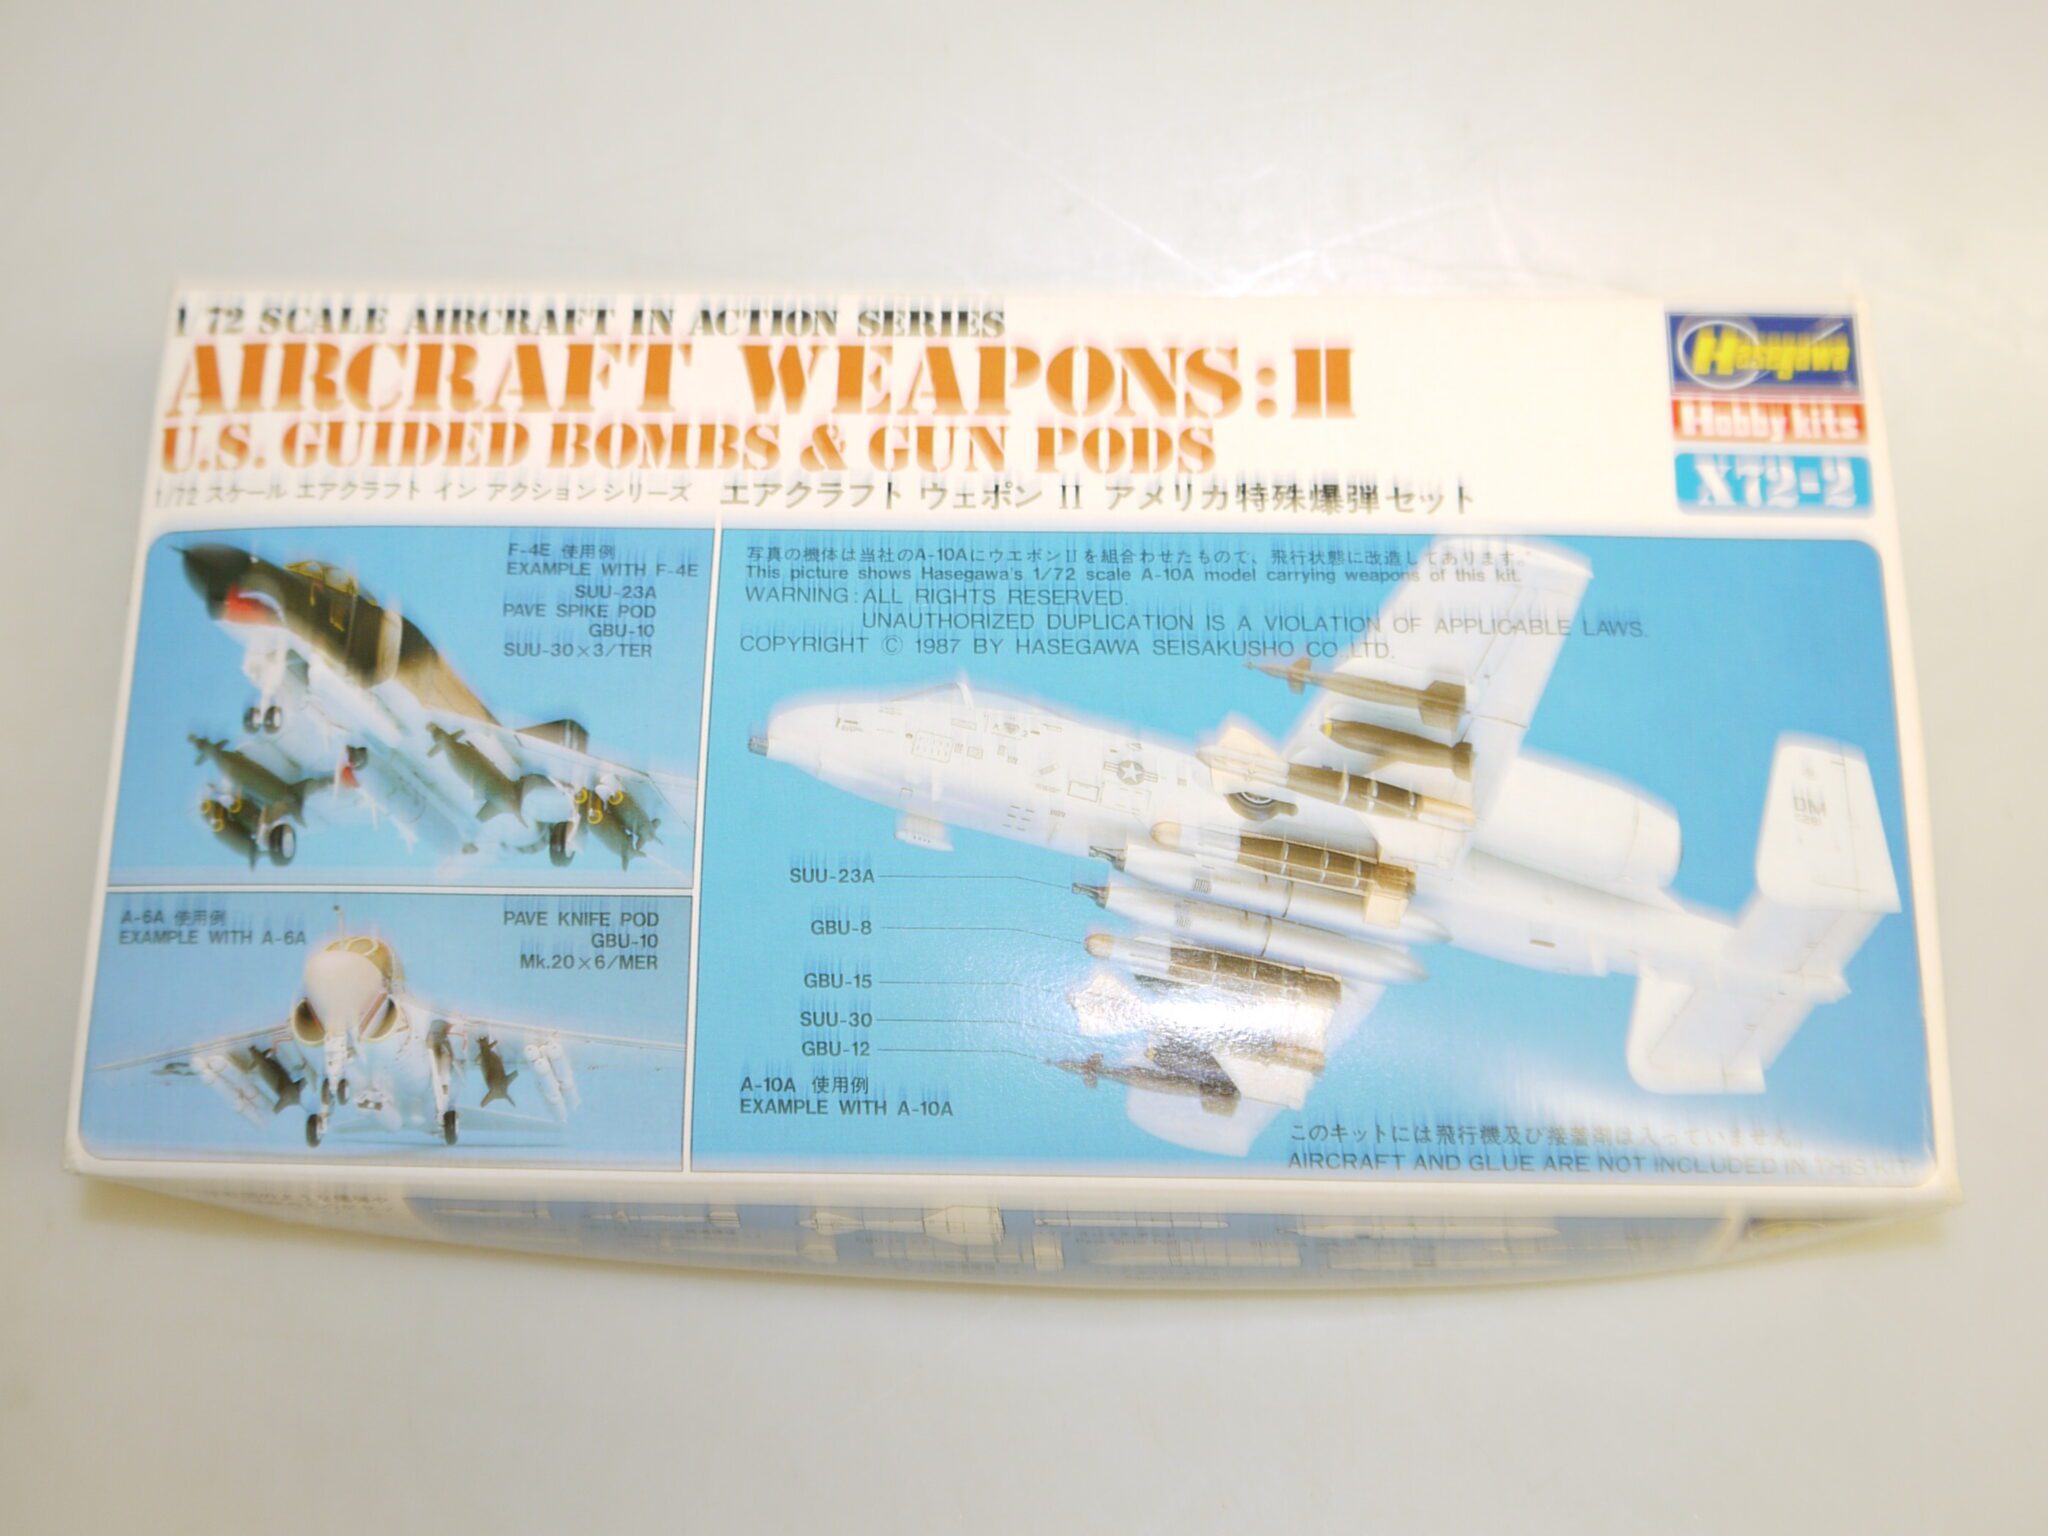 1/72 SCALE AIRCRAFT IN ACTION SERIES
AIRCRAFT WEAPONS:II
U.S. GUIDED BOMBS & GUN PODS
1/72 スケール エアクラフト イン アクション シリーズ エアクラフト ウェポン II アメリカ特殊爆弾セット
Hasegawa
Hobby kits
X72-2
F-4E 使用例
EXAMPLE WITH F-4E
SUU-23A
PAVE SPIKE POD
GBU-10
SUU-30×3/TER
A-6A 使用例
EXAMPLE WITH A-6A
PAVE KNIFE POD
GBU-10
Mk.20×6/MER
写真の機体は当社のA-10AにウエポンIIを組合わせたもので、飛行状態に改造してあります。
This picture shows Hasegawa's 1/72 scale A-10A model carrying weapons of this kit.
WARNING: ALL RIGHTS RESERVED.
UNAUTHORIZED DUPLICATION IS A VIOLATION OF APPLICABLE LAWS.
COPYRIGHT © 1987 BY HASEGAWA SEISAKUSHO CO.,LTD.
DM
SUU-23A
GBU-8
GBU-15
SUU-30
GBU-12
A-10A 使用例
EXAMPLE WITH A-10A
このキットには飛行機及び接着剤は入っていません。
AIRCRAFT AND GLUE ARE NOT INCLUDED IN THIS KIT.